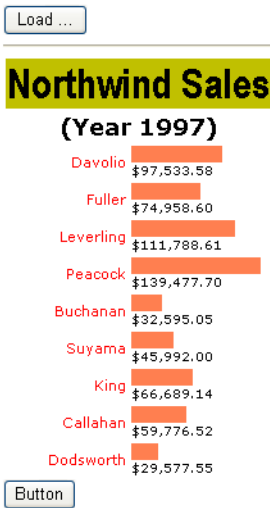 Load ...
Northwind Sales
(Year 1997)
Davolio
$97,533.58
Fuller
$74,958.60
Leverling
$111,788.61
Peacock
$139,477.70
Buchanan
$32,595.05
Suyama
$45,992.00
King
$66,689.14
Callahan
$59,776.52
Dodsworth
$29,577.55
Button